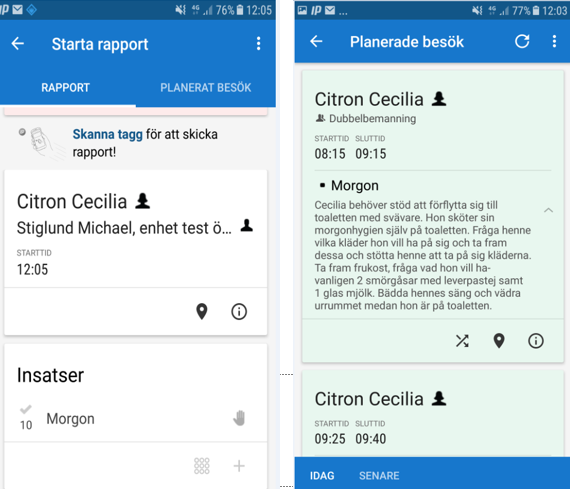 IP 4G 76% 12:05
Starta rapport
RAPPORT PLANERAT BESÖK
Skanna tagg för att skicka
rapport!
Citron Cecilia
Stiglund Michael, enhet test ö...
STARTTID
12:05
Insatser
10 Morgon
IP ... 4G 77% 12:03
Planerade besök
Citron Cecilia
Dubbelbemanning
STARTTID SLUTTID
08:15 09:15
Morgon
Cecilia behöver stöd att förflytta sig till
toaletten med svävare. Hon sköter sin
morgonhygien själv på toaletten. Fråga henne
vilka kläder hon vill ha på sig och ta fram
dessa och stötta henne att ta på sig kläderna.
Ta fram frukost, fråga vad hon vill ha-
vanligen 2 smörgåsar med leverpastej samt
1 glas mjölk. Bädda hennes säng och vädra
urrummet medan hon är på toaletten.
Citron Cecilia
STARTTID SLUTTID
09:25 09:40
IDAG SENARE